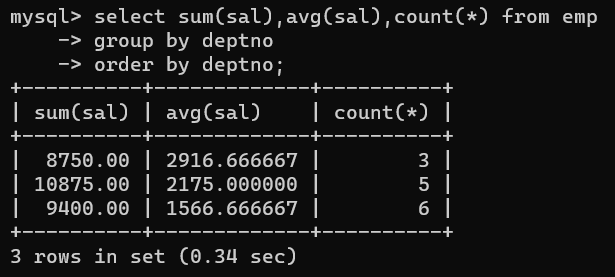 mysql> select sum(sal),avg(sal),count(*) from emp
    -> group by deptno
    -> order by deptno;
+----------+-------------+----------+
| sum(sal) | avg(sal)    | count(*) |
+----------+-------------+----------+
|  8750.00 | 2916.666667 |        3 |
| 10875.00 | 2175.000000 |        5 |
|  9400.00 | 1566.666667 |        6 |
+----------+-------------+----------+
3 rows in set (0.34 sec)